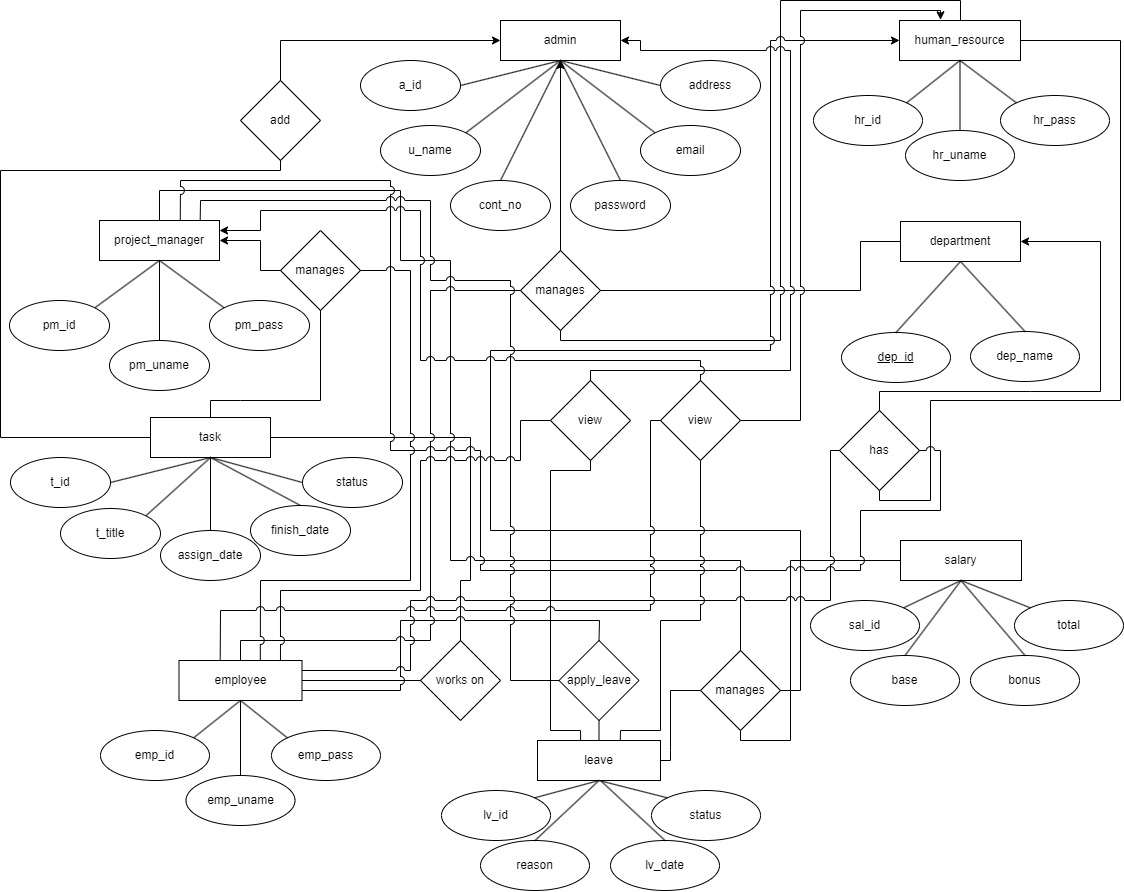 admin
human_resource
a_id
address
add
hr_id
hr_pass
u_name
email
hr_uname
cont_no
password
project_manager
department
manages
manages
pm_id
pm_pass
pm_uname
dep_id
dep_name
view
view
task
has
t_id
status
t_title
finish_date
assign_date
salary
sal_id
total
employee
works on
apply_leave
manages
base
bonus
emp_id
emp_pass
leave
emp_uname
lv_id
status
reason
lv_date